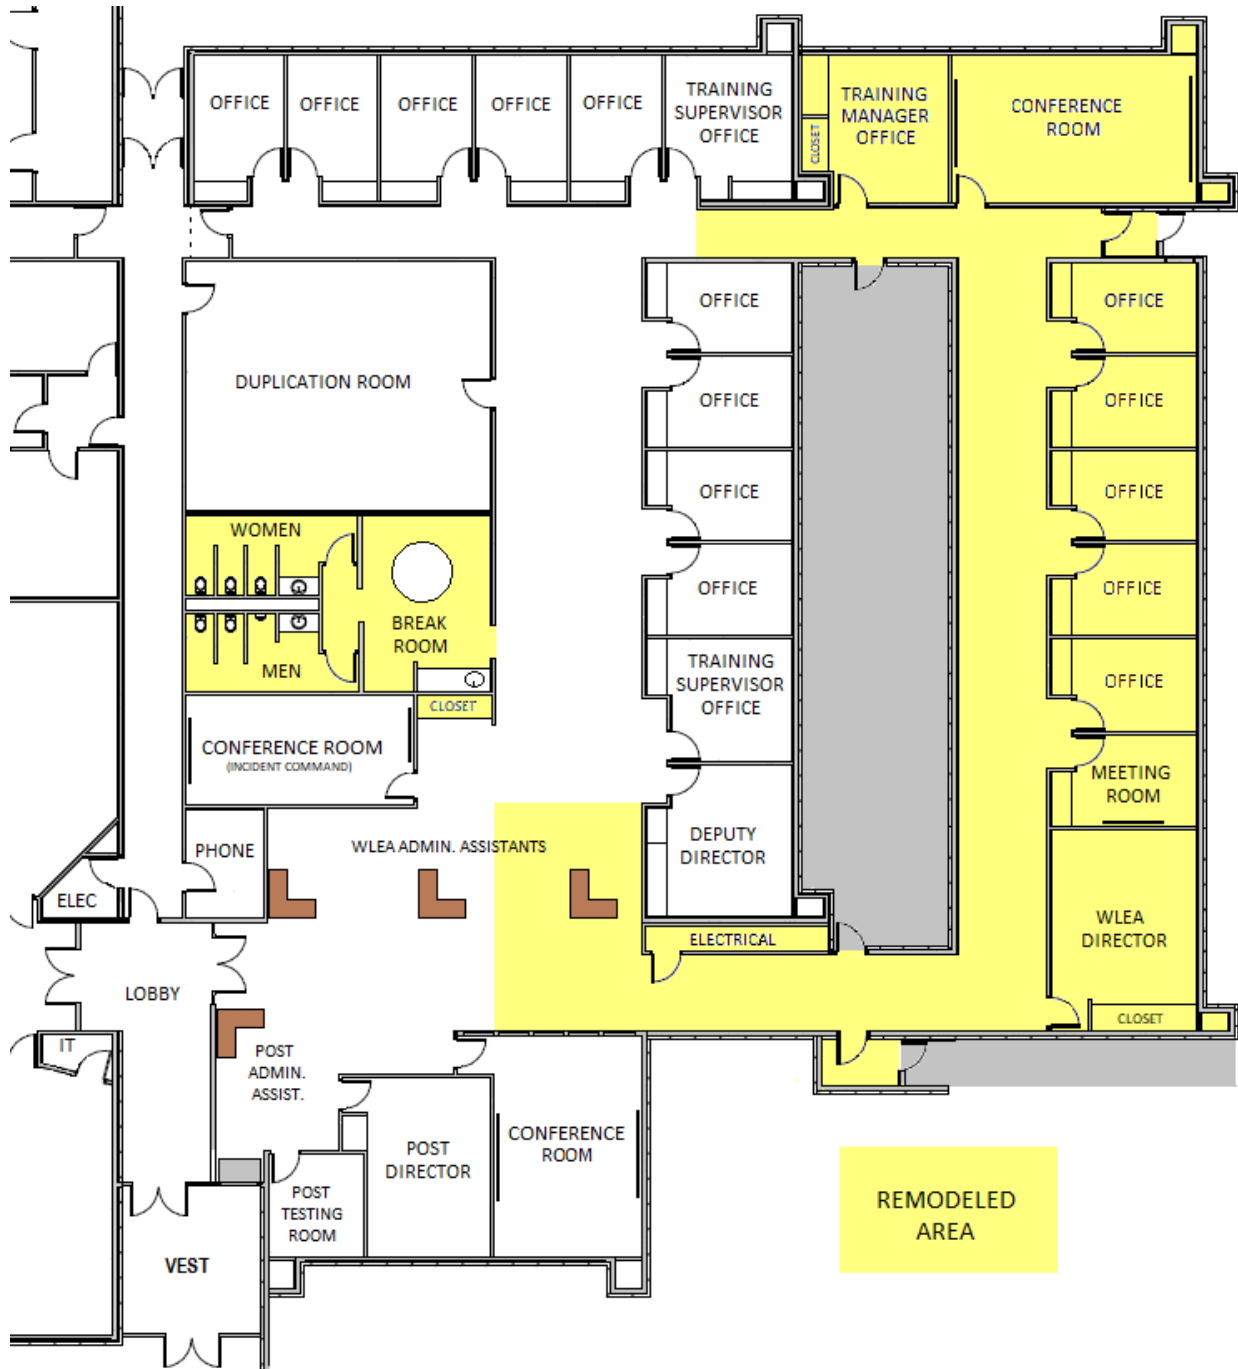 OFFICE
OFFICE
OFFICE
OFFICE
OFFICE
TRAINING
SUPERVISOR
OFFICE
CLOSET
TRAINING
MANAGER
OFFICE
CONFERENCE
ROOM
DUPLICATION ROOM
OFFICE
OFFICE
OFFICE
OFFICE
TRAINING
SUPERVISOR
OFFICE
DEPUTY
DIRECTOR
ELECTRICAL
OFFICE
OFFICE
OFFICE
OFFICE
OFFICE
MEETING
ROOM
WLEA
DIRECTOR
CLOSET
WOMEN
MEN
BREAK
ROOM
CLOSET
CONFERENCE ROOM
(INCIDENT COMMAND)
PHONE
WLEA ADMIN. ASSISTANTS
ELEC
LOBBY
IT
POST
ADMIN.
ASSIST.
POST
DIRECTOR
CONFERENCE
ROOM
POST
TESTING
ROOM
VEST
REMODELED
AREA